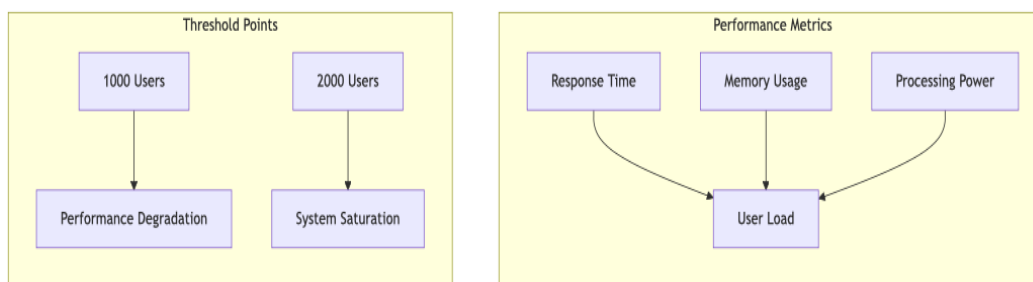 Threshold Points
1000 Users
2000 Users
Performance Degradation
System Saturation
Performance Metrics
Response Time
Memory Usage
Processing Power
User Load